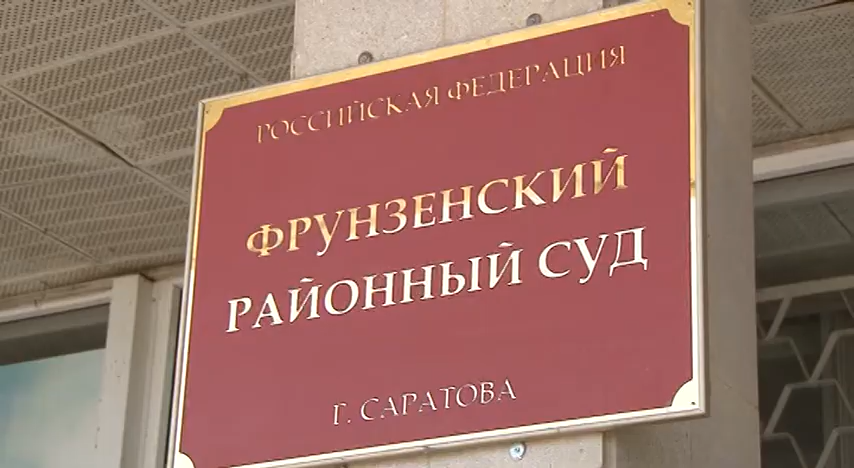 РОССИЙСКАЯ ФЕДЕРАЦИЯ
ФРУНЗЕНСКИЙ
РАЙОННЫЙ СУД
Г. САРАТОВА